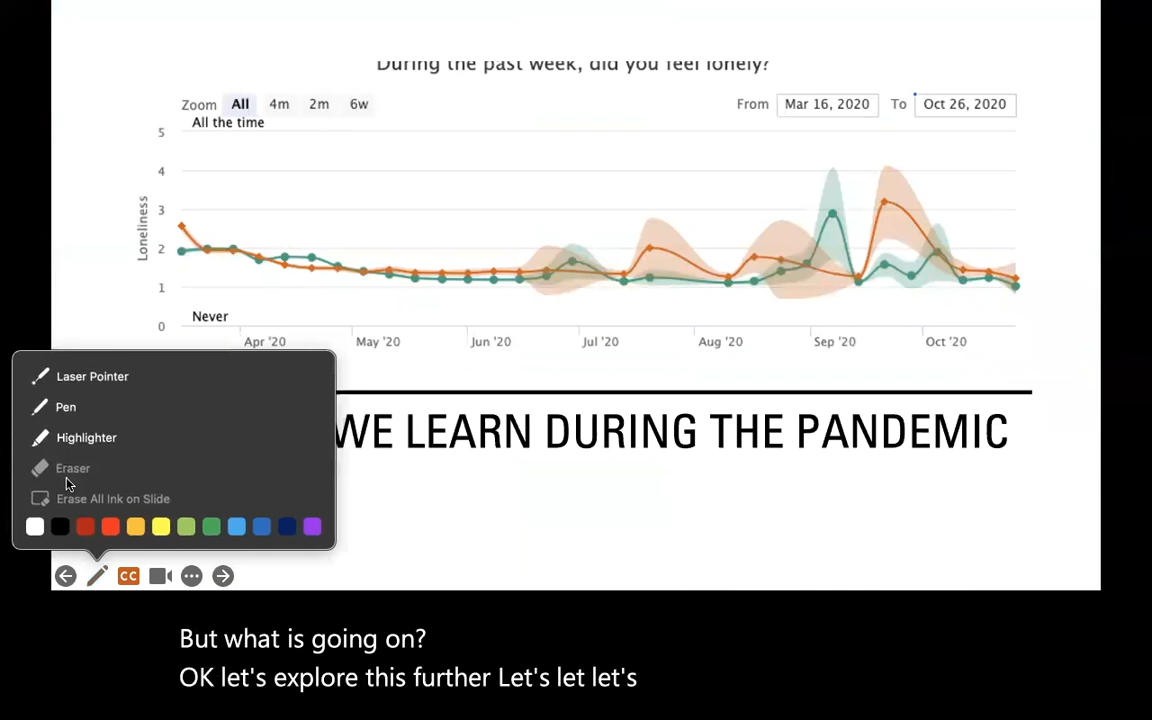 During the past week, did you feel lonely?
Zoom All 4m 2m 6w From Mar 16, 2020 To Oct 26, 2020
All the time
5
4
3
2
1
0
Loneliness
Never
Apr '20 May '20 Jun '20 Jul '20 Aug '20 Sep '20 Oct '20
Laser Pointer
Pen
Highlighter
Eraser
Erase All Ink on Slide
WE LEARN DURING THE PANDEMIC
CC
But what is going on?
OK let's explore this further Let's let let's